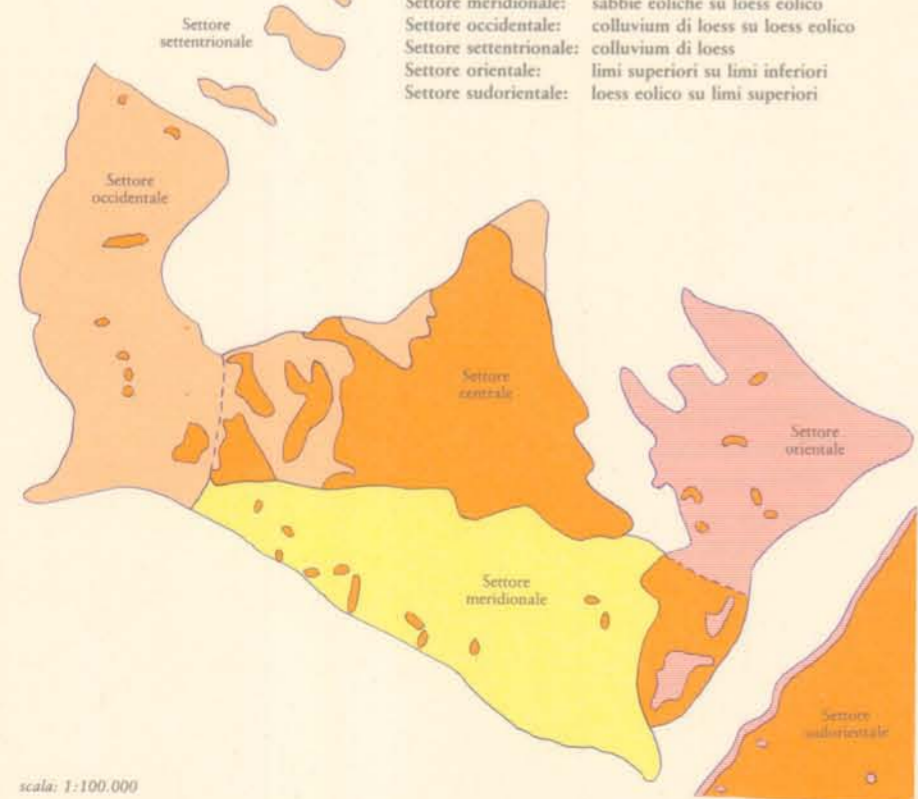 Settore meridionale: sabbie eoliche su loess eolico
Settore occidentale: colluvium di loess su loess eolico
Settore settentrionale: colluvium di loess
Settore orientale: limi superiori su limi inferiori
Settore sudorientale: loess eolico su limi superiori
Settore
settentrionale
Settore
occidentale
Settore
centrale
Settore
orientale
Settore
meridionale
Settore
sudorientale
scala: 1:100.000